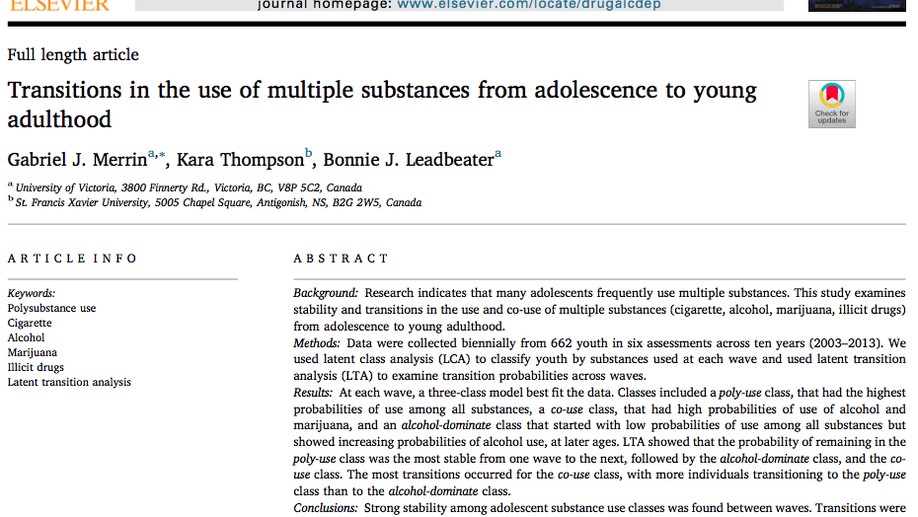 ELSEVIER
journal homepage: www.elsevier.com/locate/drugalcdep
Full length article
Transitions in the use of multiple substances from adolescence to young
adulthood
Check for
updates
Gabriel J. Merrinᵃ,*, Kara Thompsonᵇ, Bonnie J. Leadbeaterᵃ
ᵃ University of Victoria, 3800 Finnerty Rd., Victoria, BC, V8P 5C2, Canada
ᵇ St. Francis Xavier University, 5005 Chapel Square, Antigonish, NS, B2G 2W5, Canada
ARTICLE INFO
Keywords:
Polysubstance use
Cigarette
Alcohol
Marijuana
Illicit drugs
Latent transition analysis
ABSTRACT
Background: Research indicates that many adolescents frequently use multiple substances. This study examines
stability and transitions in the use and co-use of multiple substances (cigarette, alcohol, marijuana, illicit drugs)
from adolescence to young adulthood.
Methods: Data were collected biennially from 662 youth in six assessments across ten years (2003–2013). We
used latent class analysis (LCA) to classify youth by substances used at each wave and used latent transition
analysis (LTA) to examine transition probabilities across waves.
Results: At each wave, a three-class model best fit the data. Classes included a poly-use class, that had the highest
probabilities of use among all substances, a co-use class, that had high probabilities of use of alcohol and
marijuana, and an alcohol-dominate class that started with low probabilities of use among all substances but
showed increasing probabilities of alcohol use, at later ages. LTA showed that the probability of remaining in the
poly-use class was the most stable from one wave to the next, followed by the alcohol-dominate class, and the co-
use class. The most transitions occurred for the co-use class, with more individuals transitioning to the poly-use
class than to the alcohol-dominate class.
Conclusions: Strong stability among adolescent substance use classes was found between waves. Transitions were